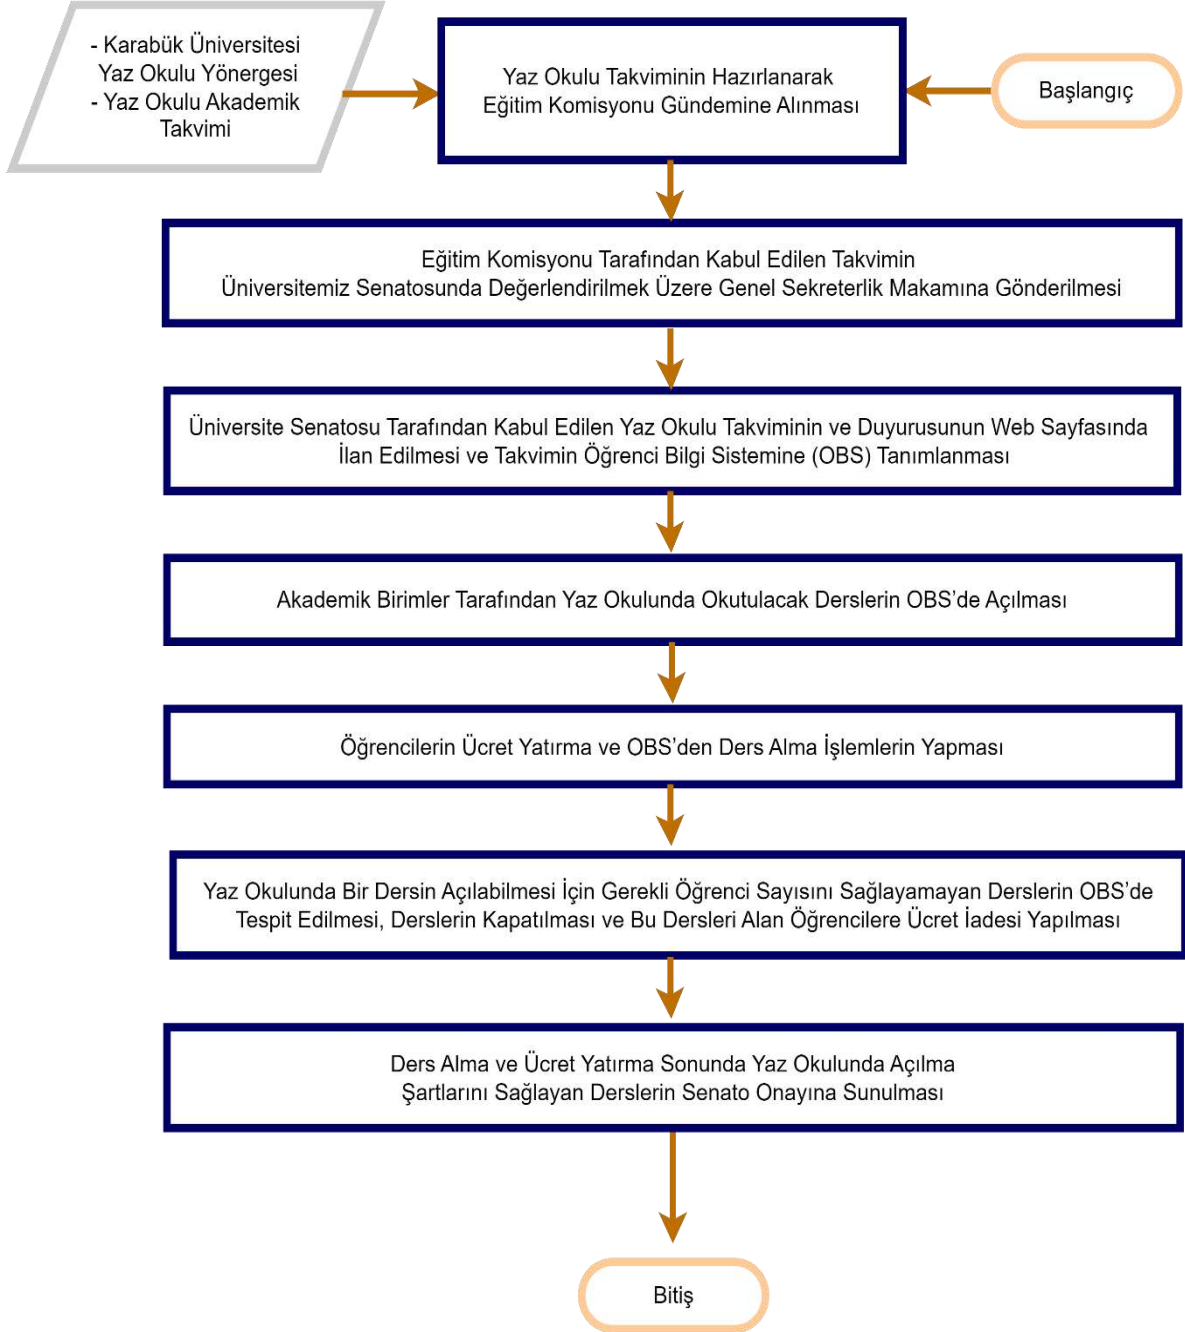 - Karabük Üniversitesi
Yaz Okulu Yönergesi
- Yaz Okulu Akademik
Takvimi
Yaz Okulu Takviminin Hazırlanarak
Eğitim Komisyonu Gündemine Alınması
Başlangıç
Eğitim Komisyonu Tarafından Kabul Edilen Takvimin
Üniversitemiz Senatosunda Değerlendirilmek Üzere Genel Sekreterlik Makamına Gönderilmesi
Üniversite Senatosu Tarafından Kabul Edilen Yaz Okulu Takviminin ve Duyurusunun Web Sayfasında
İlan Edilmesi ve Takvimin Öğrenci Bilgi Sistemine (OBS) Tanımlanması
Akademik Birimler Tarafından Yaz Okulunda Okutulacak Derslerin OBS’de Açılması
Öğrencilerin Ücret Yatırma ve OBS’den Ders Alma İşlemlerin Yapması
Yaz Okulunda Bir Dersin Açılabilmesi İçin Gerekli Öğrenci Sayısını Sağlayamayan Derslerin OBS’de
Tespit Edilmesi, Derslerin Kapatılması ve Bu Dersleri Alan Öğrencilere Ücret İadesi Yapılması
Ders Alma ve Ücret Yatırma Sonunda Yaz Okulunda Açılma
Şartlarını Sağlayan Derslerin Senato Onayına Sunulması
Bitiş